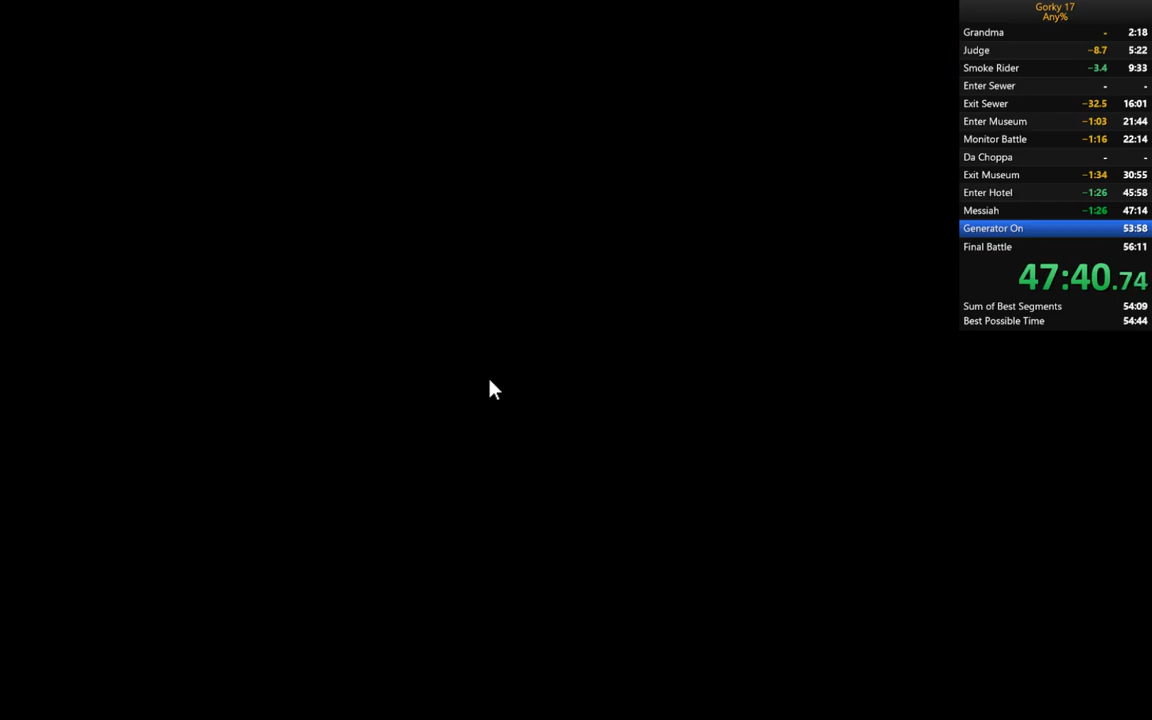 Gorky 17
Any%
Grandma - 2:18
Judge −8.7 5:22
Smoke Rider −3.4 9:33
Enter Sewer - -
Exit Sewer −32.5 16:01
Enter Museum −1:03 21:44
Monitor Battle −1:16 22:14
Da Choppa - -
Exit Museum −1:34 30:55
Enter Hotel −1:26 45:58
Messiah −1:26 47:14
Generator On 53:58
Final Battle 56:11
47:40.74
Sum of Best Segments 54:09
Best Possible Time 54:44